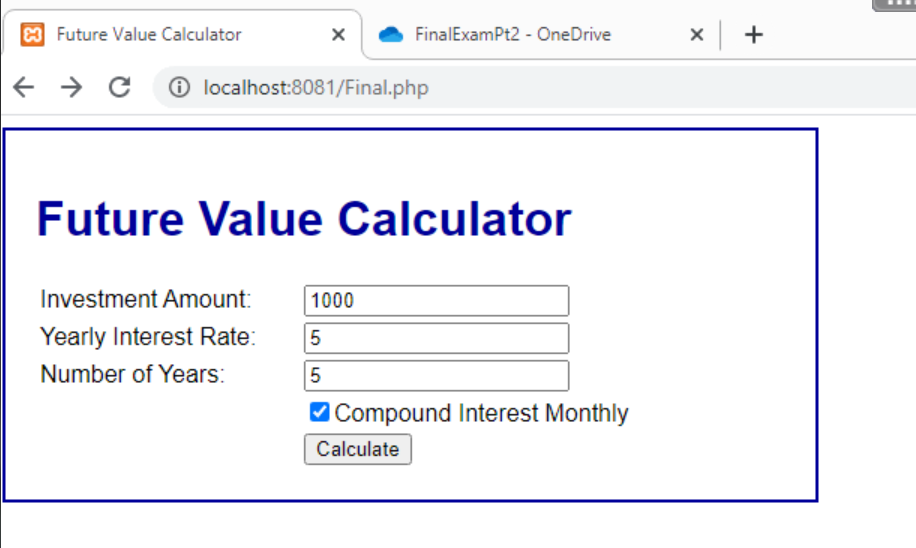 Future Value Calculator
FinalExamPt2 - OneDrive
localhost:8081/Final.php
Future Value Calculator
Investment Amount: 1000
Yearly Interest Rate: 5
Number of Years: 5
Compound Interest Monthly
Calculate